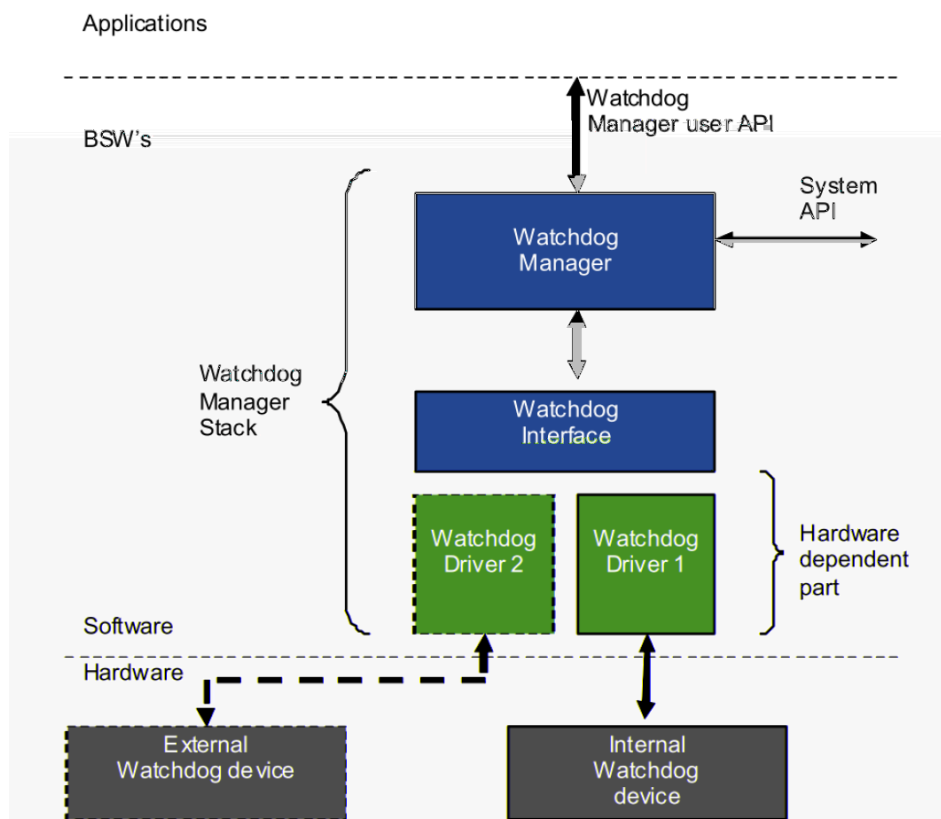 Applications
Watchdog
Manager user API
BSW's
System
API
Watchdog
Manager
Watchdog
Manager
Stack
Watchdog
Interface
Watchdog
Driver 2
Watchdog
Driver 1
Hardware
dependent
part
Software
Hardware
External
Watchdog device
Internal
Watchdog
device